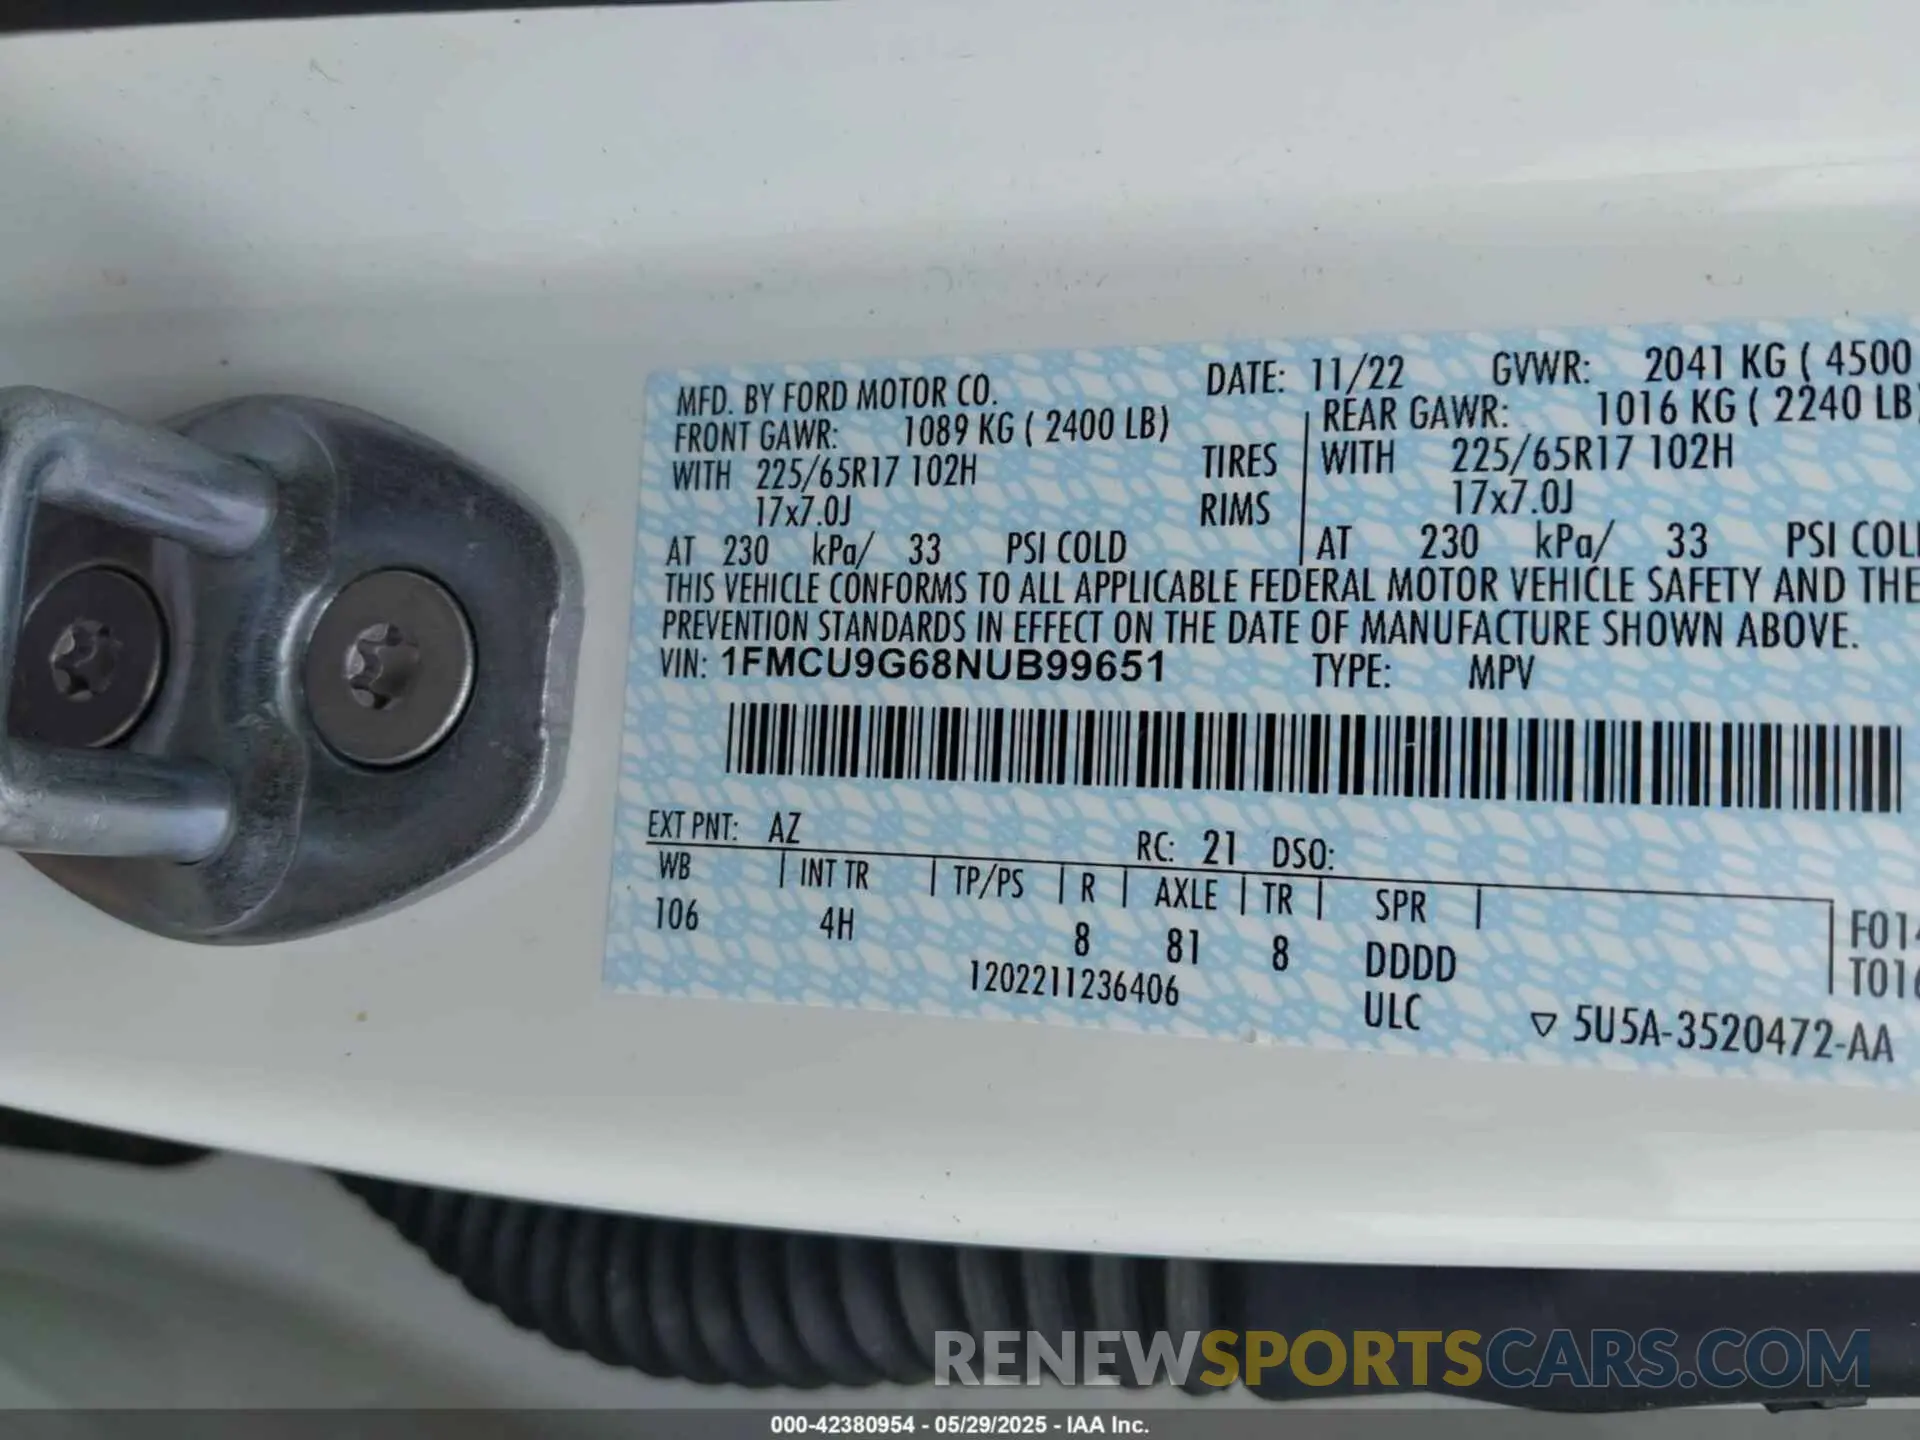 MFD. BY FORD MOTOR CO. DATE: 11/22 GVWR: 2041 KG ( 4500
FRONT GAWR: 1089 KG ( 2400 LB) REAR GAWR: 1016 KG ( 2240 LB)
WITH 225/65R17 102H TIRES WITH 225/65R17 102H
17x7.0J RIMS 17x7.0J
AT 230 kPa/ 33 PSI COLD AT 230 kPa/ 33 PSI COL
THIS VEHICLE CONFORMS TO ALL APPLICABLE FEDERAL MOTOR VEHICLE SAFETY AND THE
PREVENTION STANDARDS IN EFFECT ON THE DATE OF MANUFACTURE SHOWN ABOVE.
VIN: 1FMCU9G68NUB99651 TYPE: MPV
EXT PNT: AZ RC: 21 DSO:
WB INT TR TP/PS R AXLE TR SPR
106 4H 8 81 8 DDDD
F014
T016
1202211236406 ULC
5U5A-3520472-AA
RENEWSPORTSCARS.COM
000-42380954 - 05/29/2025 - IAA Inc.